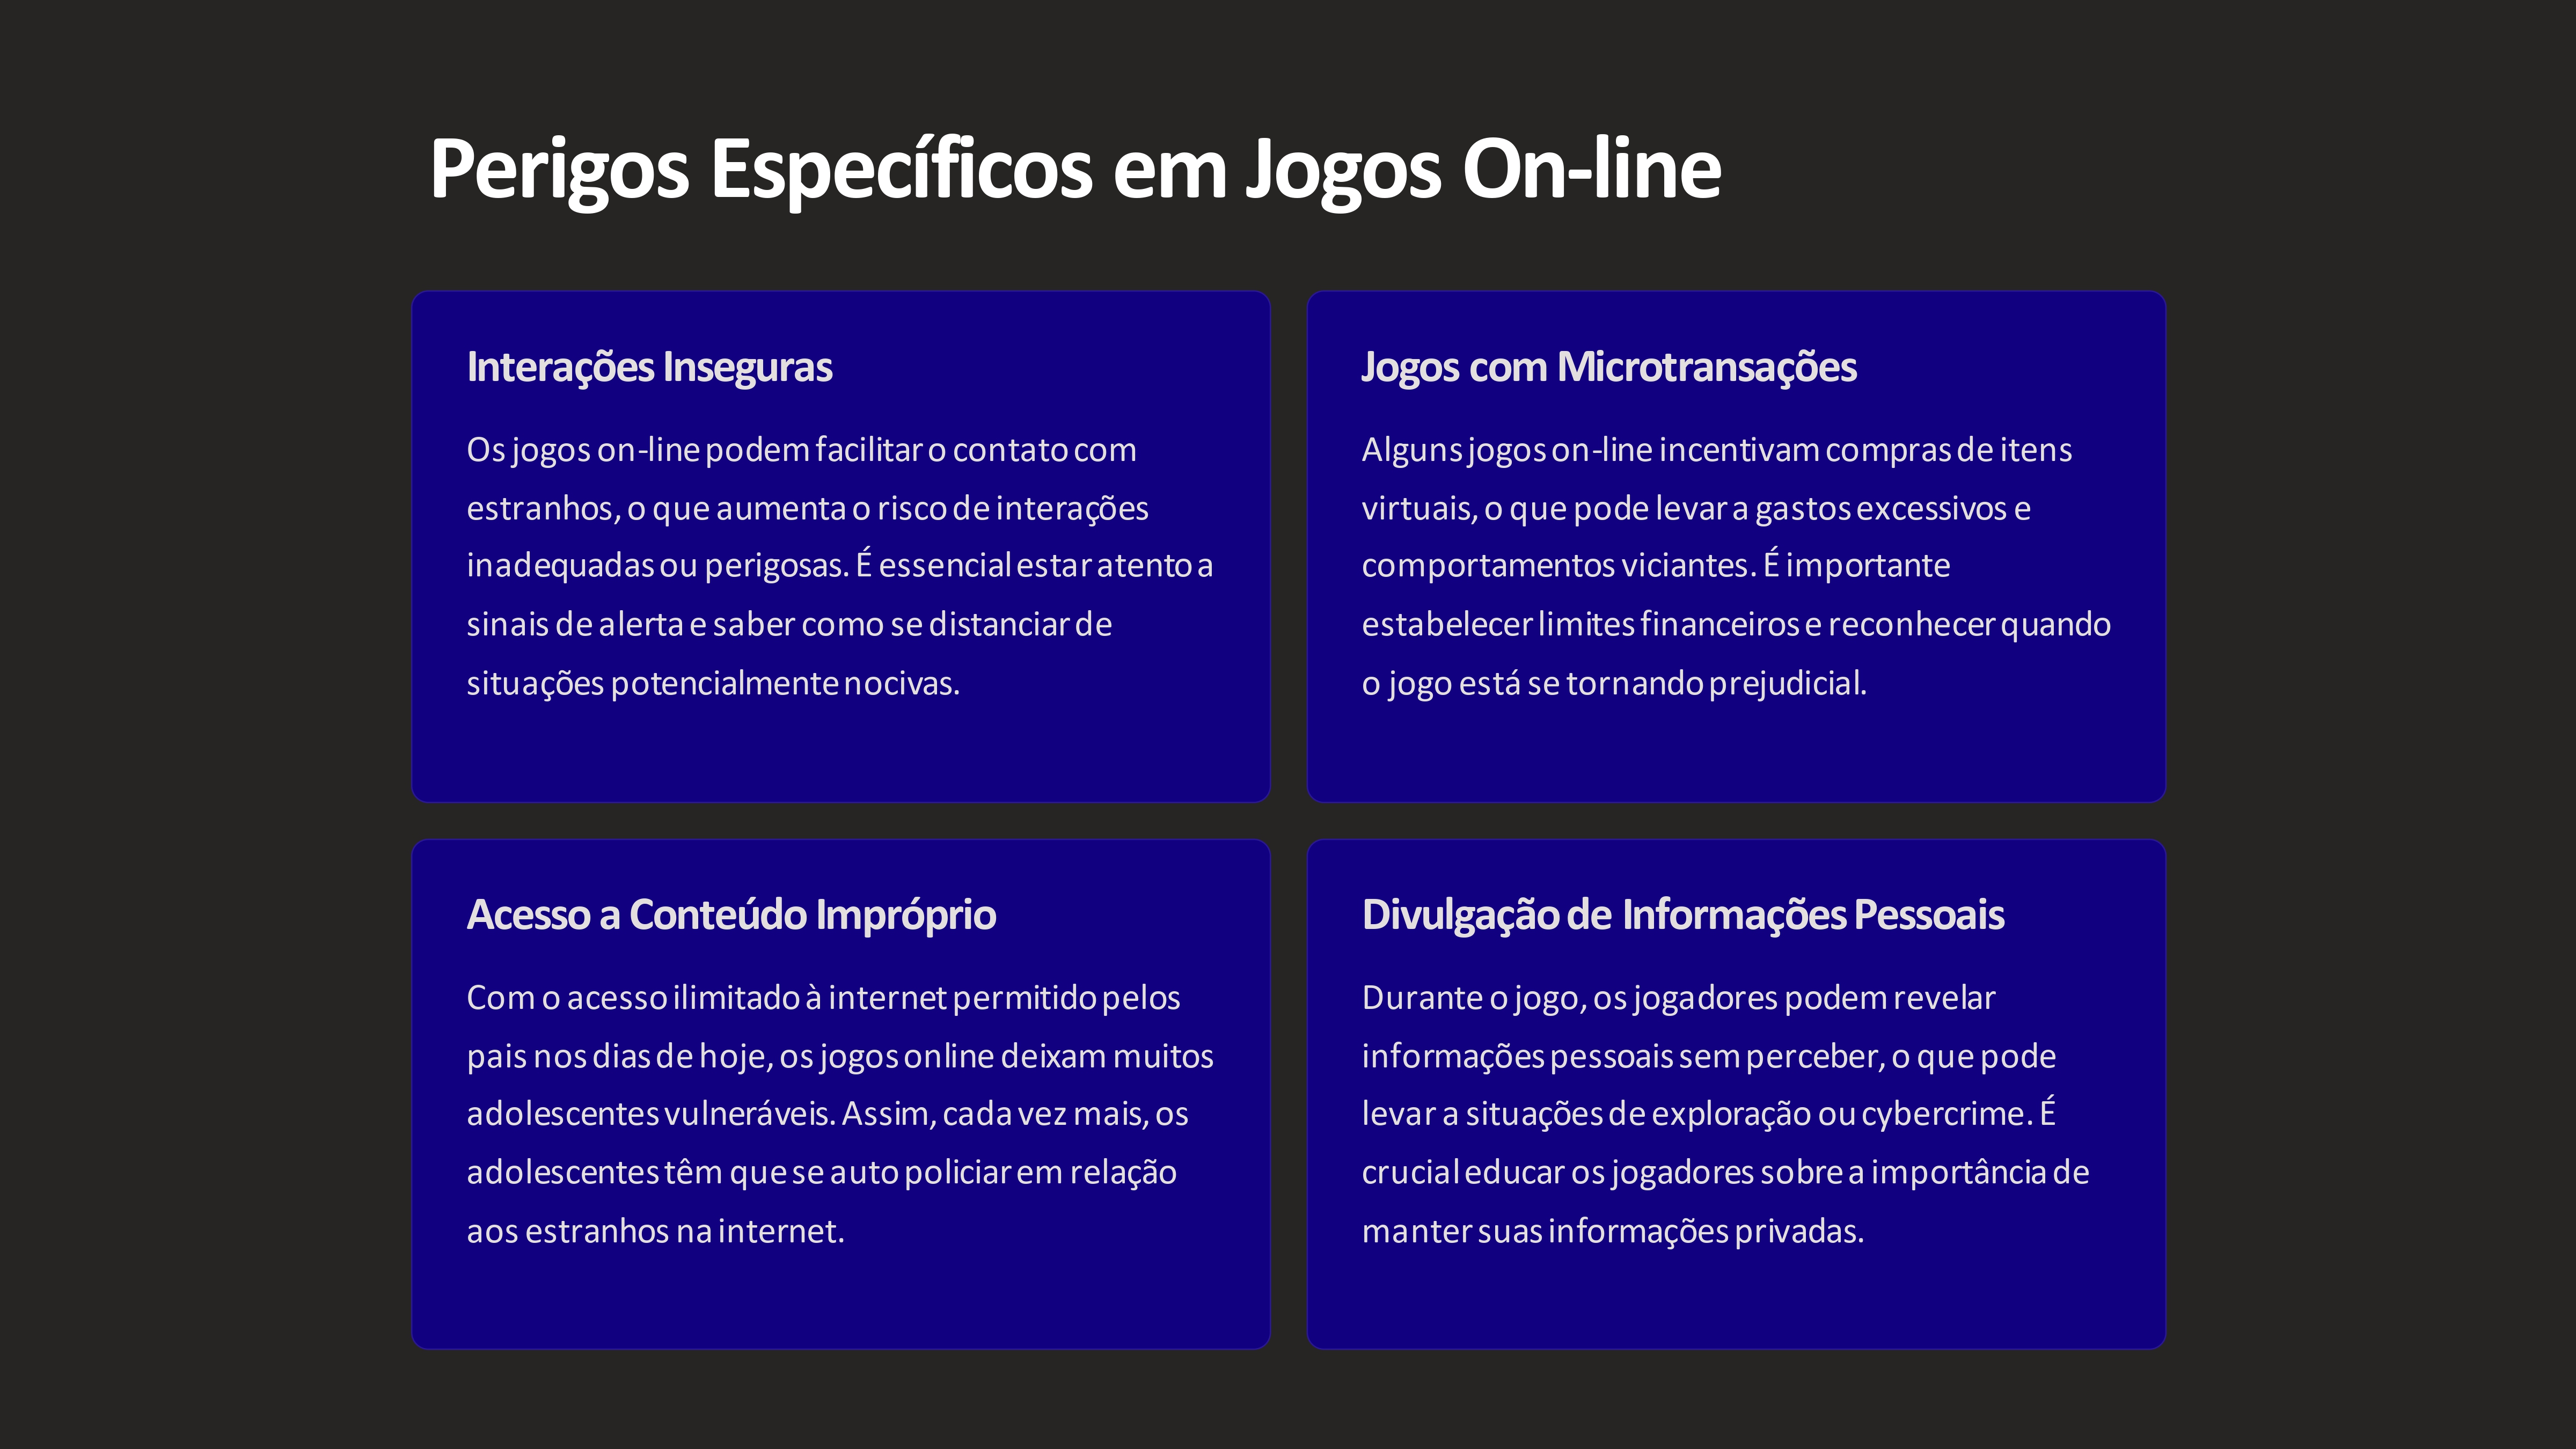 Perigos Específicos em Jogos On-line
Interações Inseguras
Os jogos on-line podem facilitar o contato com
estranhos, o que aumenta o risco de interações
inadequadas ou perigosas. É essencial estar atento a
sinais de alerta e saber como se distanciar de
situações potencialmente nocivas.
Jogos com Microtransações
Alguns jogos on-line incentivam compras de itens
virtuais, o que pode levar a gastos excessivos e
comportamentos viciantes. É importante
estabelecer limites financeiros e reconhecer quando
o jogo está se tornando prejudicial.
Acesso a Conteúdo Impróprio
Com o acesso ilimitado à internet permitido pelos
pais nos dias de hoje, os jogos online deixam muitos
adolescentes vulneráveis. Assim, cada vez mais, os
adolescentes têm que se auto policiar em relação
aos estranhos na internet.
Divulgação de Informações Pessoais
Durante o jogo, os jogadores podem revelar
informações pessoais sem perceber, o que pode
levar a situações de exploração ou cybercrime. É
crucial educar os jogadores sobre a importância de
manter suas informações privadas.